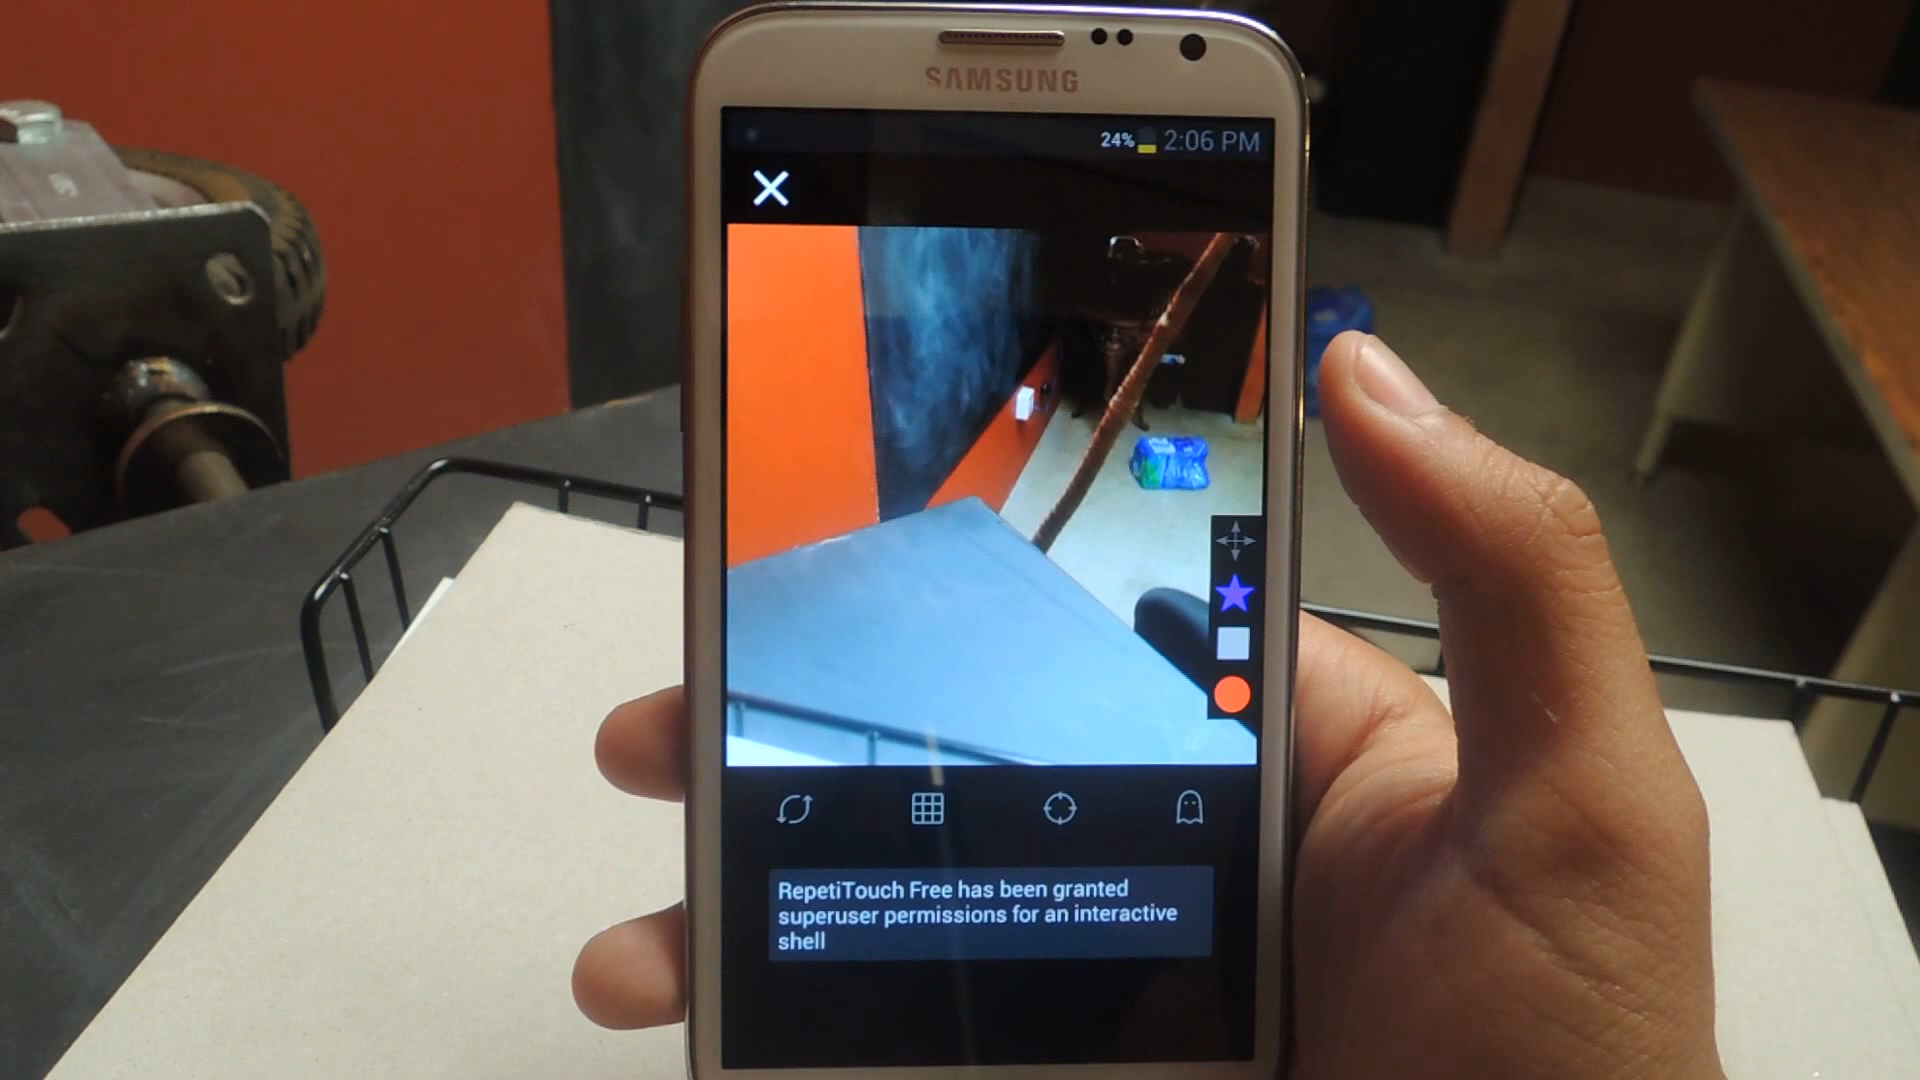 SAMSUNG
24% 2:06 PM
RepetiTouch Free has been granted
superuser permissions for an interactive
shell